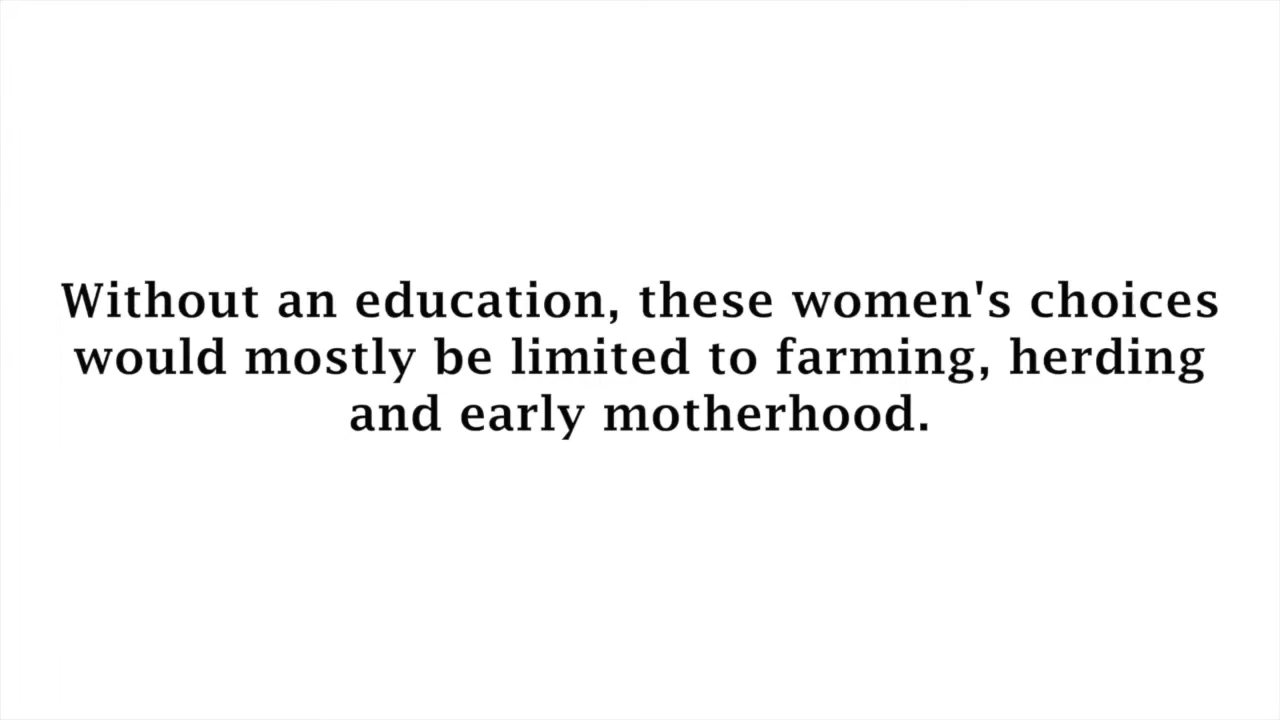 Without an education, these women's choices
would mostly be limited to farming, herding
and early motherhood.